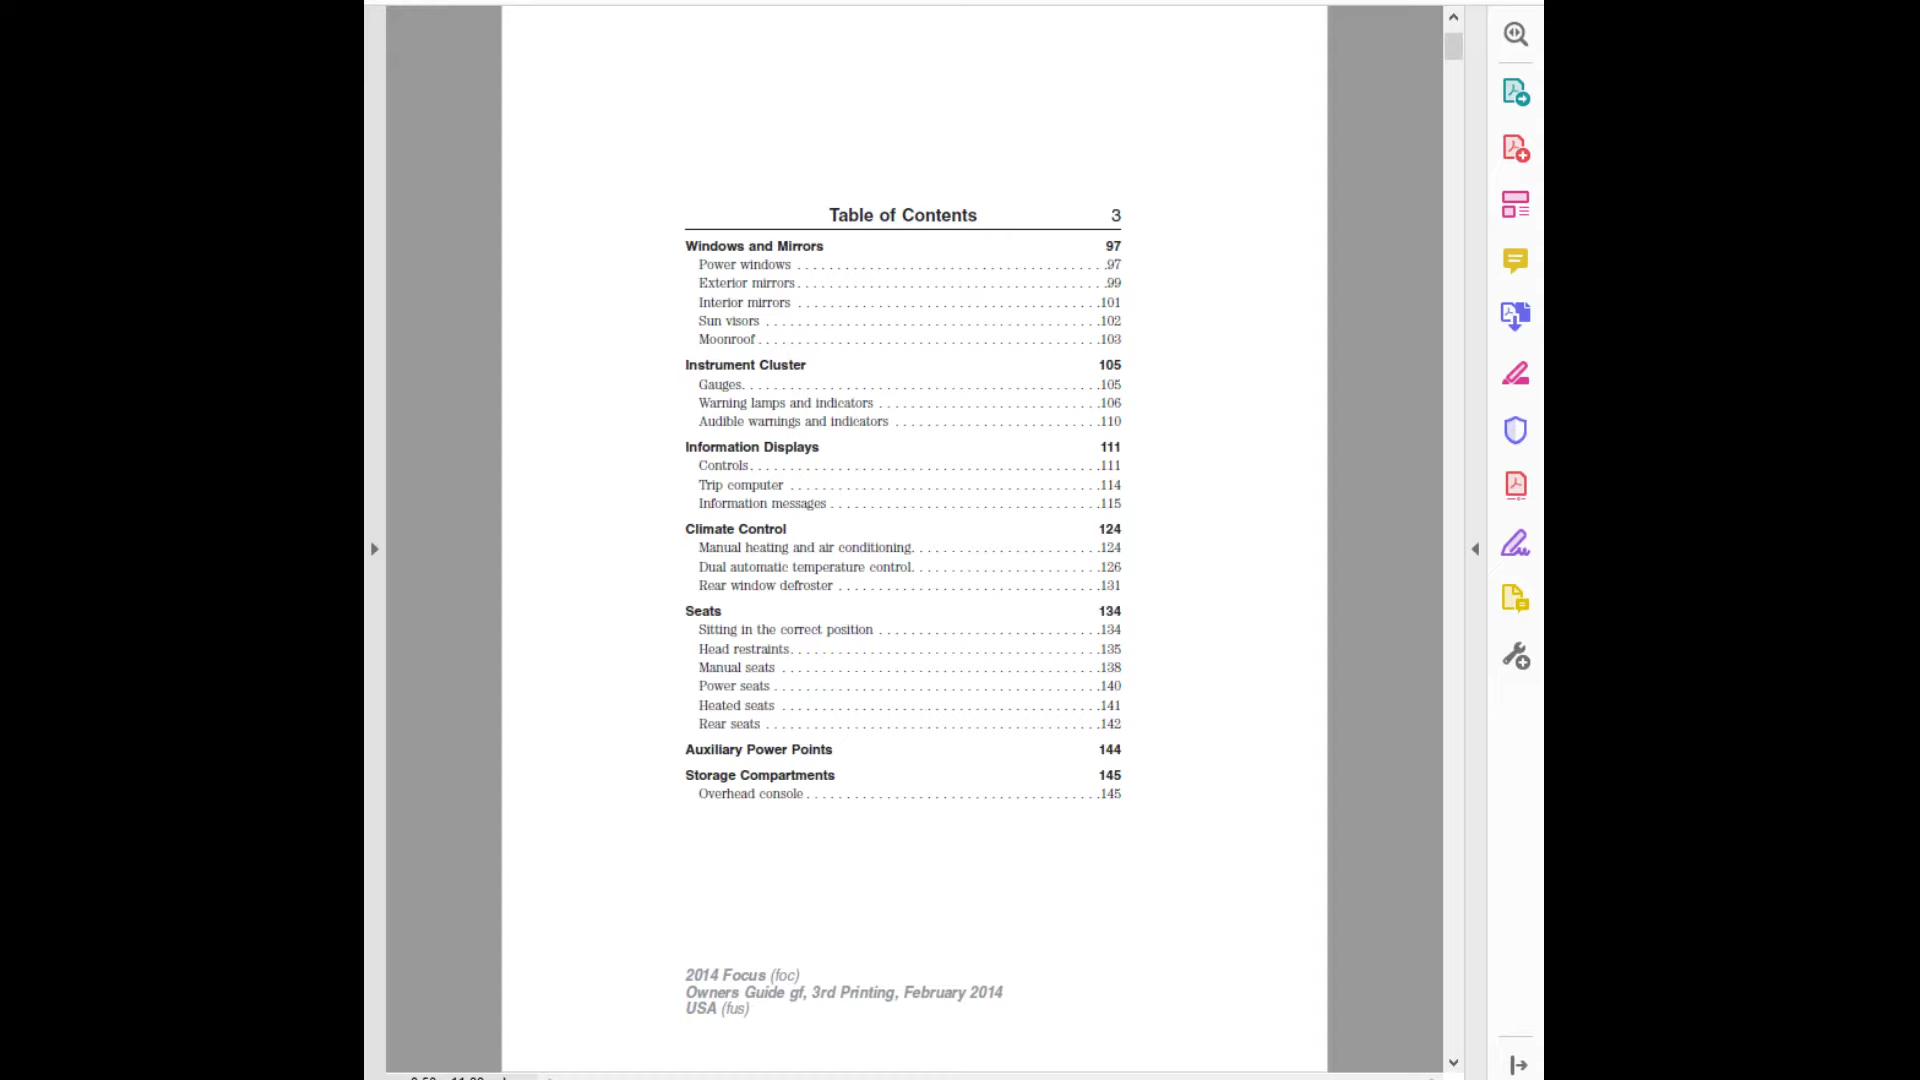 Table of Contents 3
Windows and Mirrors 97
Power windows . . . . . . . . . . . . . . . . . . . . . . . . . . . . . . . . . . . . . . .97
Exterior mirrors. . . . . . . . . . . . . . . . . . . . . . . . . . . . . . . . . . . . . . .99
Interior mirrors . . . . . . . . . . . . . . . . . . . . . . . . . . . . . . . . . . . . . .101
Sun visors . . . . . . . . . . . . . . . . . . . . . . . . . . . . . . . . . . . . . . . . . .102
Moonroof. . . . . . . . . . . . . . . . . . . . . . . . . . . . . . . . . . . . . . . . . . .103
Instrument Cluster 105
Gauges. . . . . . . . . . . . . . . . . . . . . . . . . . . . . . . . . . . . . . . . . . . . .105
Warning lamps and indicators . . . . . . . . . . . . . . . . . . . . . . . . . . . .106
Audible warnings and indicators . . . . . . . . . . . . . . . . . . . . . . . . . .110
Information Displays 111
Controls. . . . . . . . . . . . . . . . . . . . . . . . . . . . . . . . . . . . . . . . . . . .111
Trip computer . . . . . . . . . . . . . . . . . . . . . . . . . . . . . . . . . . . . . . .114
Information messages . . . . . . . . . . . . . . . . . . . . . . . . . . . . . . . . . .115
Climate Control 124
Manual heating and air conditioning. . . . . . . . . . . . . . . . . . . . . . . .124
Dual automatic temperature control. . . . . . . . . . . . . . . . . . . . . . . .126
Rear window defroster . . . . . . . . . . . . . . . . . . . . . . . . . . . . . . . . .131
Seats 134
Sitting in the correct position . . . . . . . . . . . . . . . . . . . . . . . . . . . .134
Head restraints. . . . . . . . . . . . . . . . . . . . . . . . . . . . . . . . . . . . . . .135
Manual seats . . . . . . . . . . . . . . . . . . . . . . . . . . . . . . . . . . . . . . . .138
Power seats . . . . . . . . . . . . . . . . . . . . . . . . . . . . . . . . . . . . . . . . .140
Heated seats . . . . . . . . . . . . . . . . . . . . . . . . . . . . . . . . . . . . . . . .141
Rear seats . . . . . . . . . . . . . . . . . . . . . . . . . . . . . . . . . . . . . . . . . .142
Auxiliary Power Points 144
Storage Compartments 145
Overhead console . . . . . . . . . . . . . . . . . . . . . . . . . . . . . . . . . . . . .145
2014 Focus (foc)
Owners Guide gf, 3rd Printing, February 2014
USA (fus)